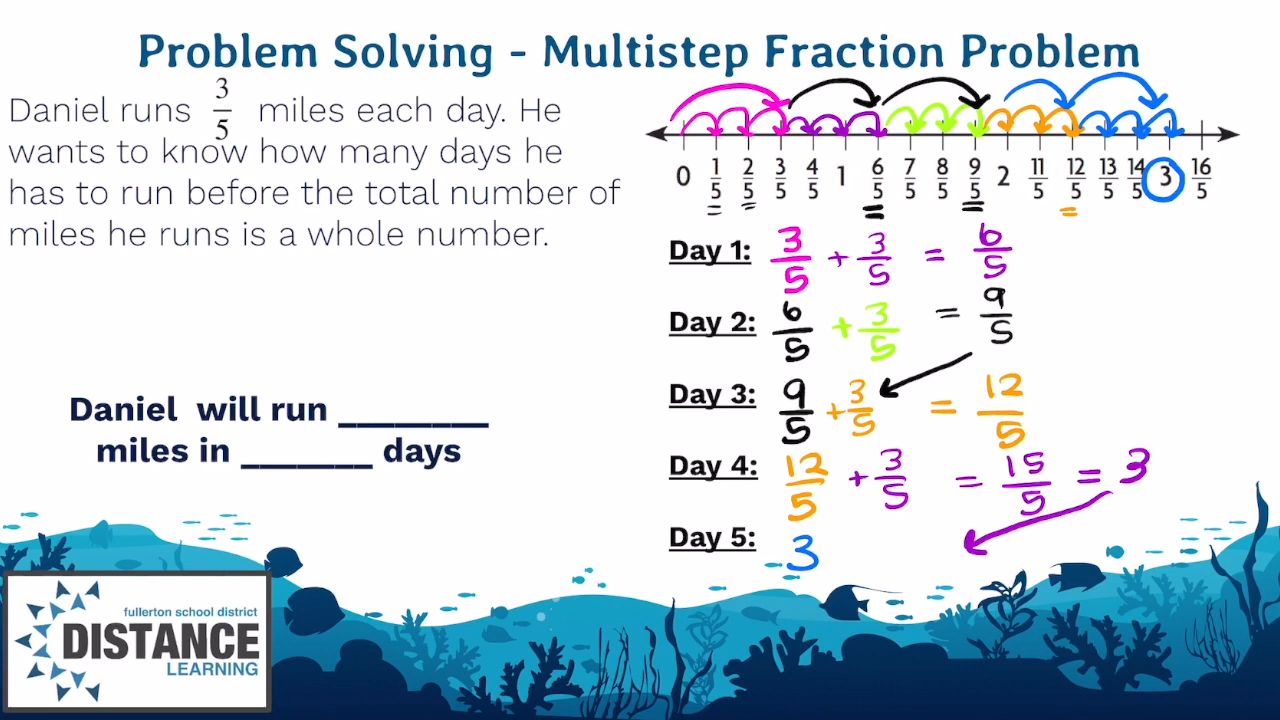 Problem Solving - Multistep Fraction Problem
Daniel runs 3/5 miles each day. He
wants to know how many days he
has to run before the total number of
miles he runs is a whole number.
Daniel will run ________
miles in _______ days
0 1/5 2/5 3/5 4/5 1 6/5 7/5 8/5 9/5 2 11/5 12/5 13/5 14/5 3 16/5
Day 1: 3/5 + 3/5 = 6/5
Day 2: 6/5 + 3/5 = 9/5
Day 3: 9/5 + 3/5 = 12/5
Day 4: 12/5 + 3/5 = 15/5 = 3
Day 5: 3
fullerton school district
DISTANCE
LEARNING